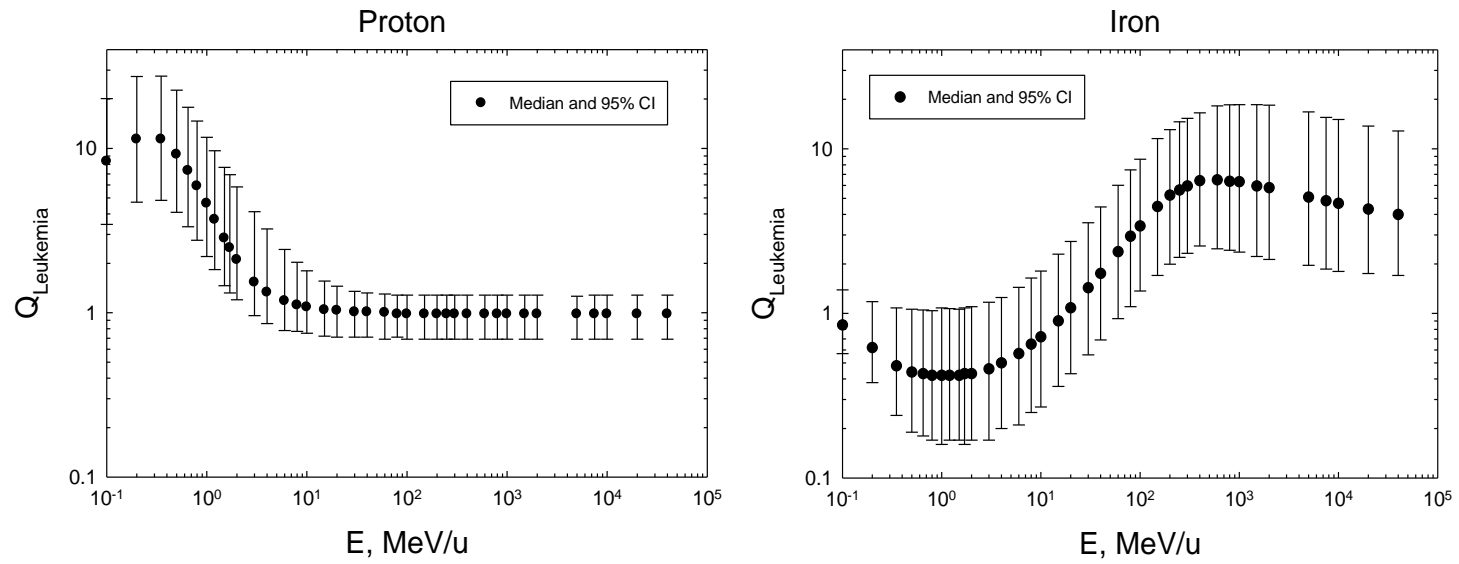 Proton
Median and 95% CI
10
1
0.1
Q_Leukemia
10^-1 10^0 10^1 10^2 10^3 10^4 10^5
E, MeV/u
Iron
Median and 95% CI
10
1
0.1
Q_Leukemia
10^-1 10^0 10^1 10^2 10^3 10^4 10^5
E, MeV/u